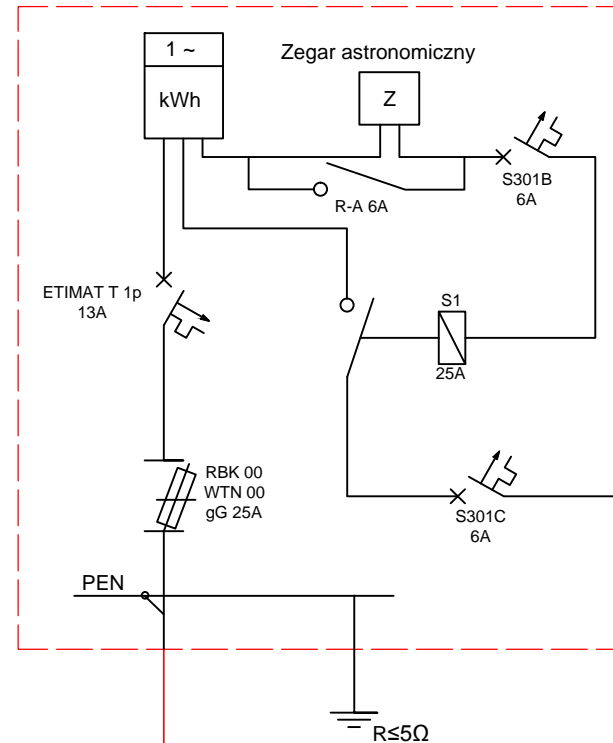 1 ~
kWh
Zegar astronomiczny
Z
R-A 6A
S301B
6A
ETIMAT T 1p
13A
S1
25A
RBK 00
WTN 00
gG 25A
S301C
6A
PEN
R≤5Ω